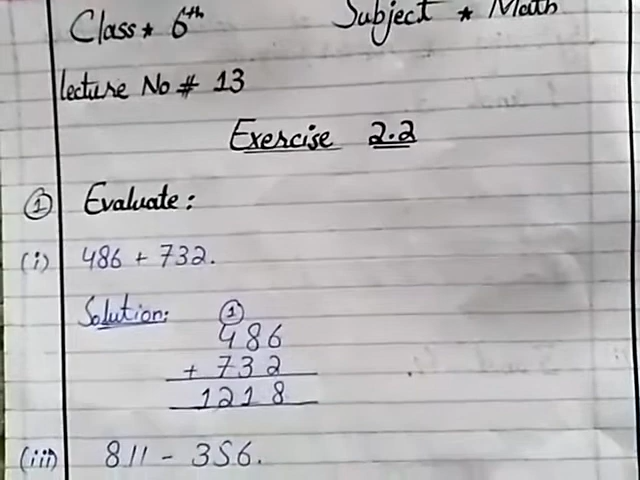 Class * 6th Subject * Math
lecture No # 13
Exercise 2.2
① Evaluate:
(i) 486 + 732.
Solution:
①
486
+ 732
1218
(iii) 811 - 356.